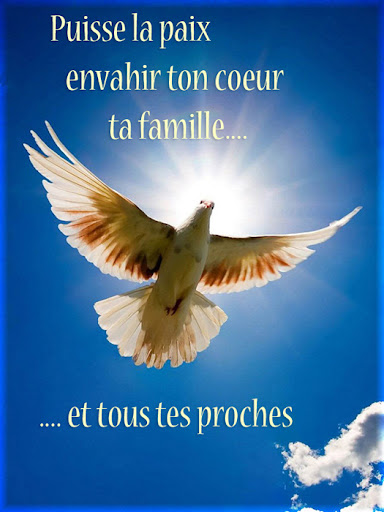 Puisse la paix
envahir ton coeur
ta famille....
.... et tous tes proches